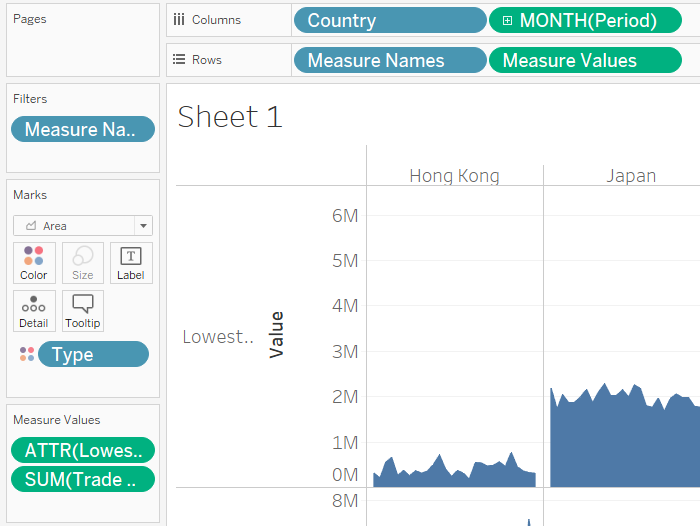 Pages
Columns
Country
MONTH(Period)
Rows
Measure Names
Measure Values
Filters
Measure Na..
Marks
Area
Color
Size
Label
Detail
Tooltip
Type
Measure Values
ATTR(Lowes..
SUM(Trade ..
Sheet 1
Hong Kong
Japan
Lowest..
Value
6M
5M
4M
3M
2M
1M
0M
8M